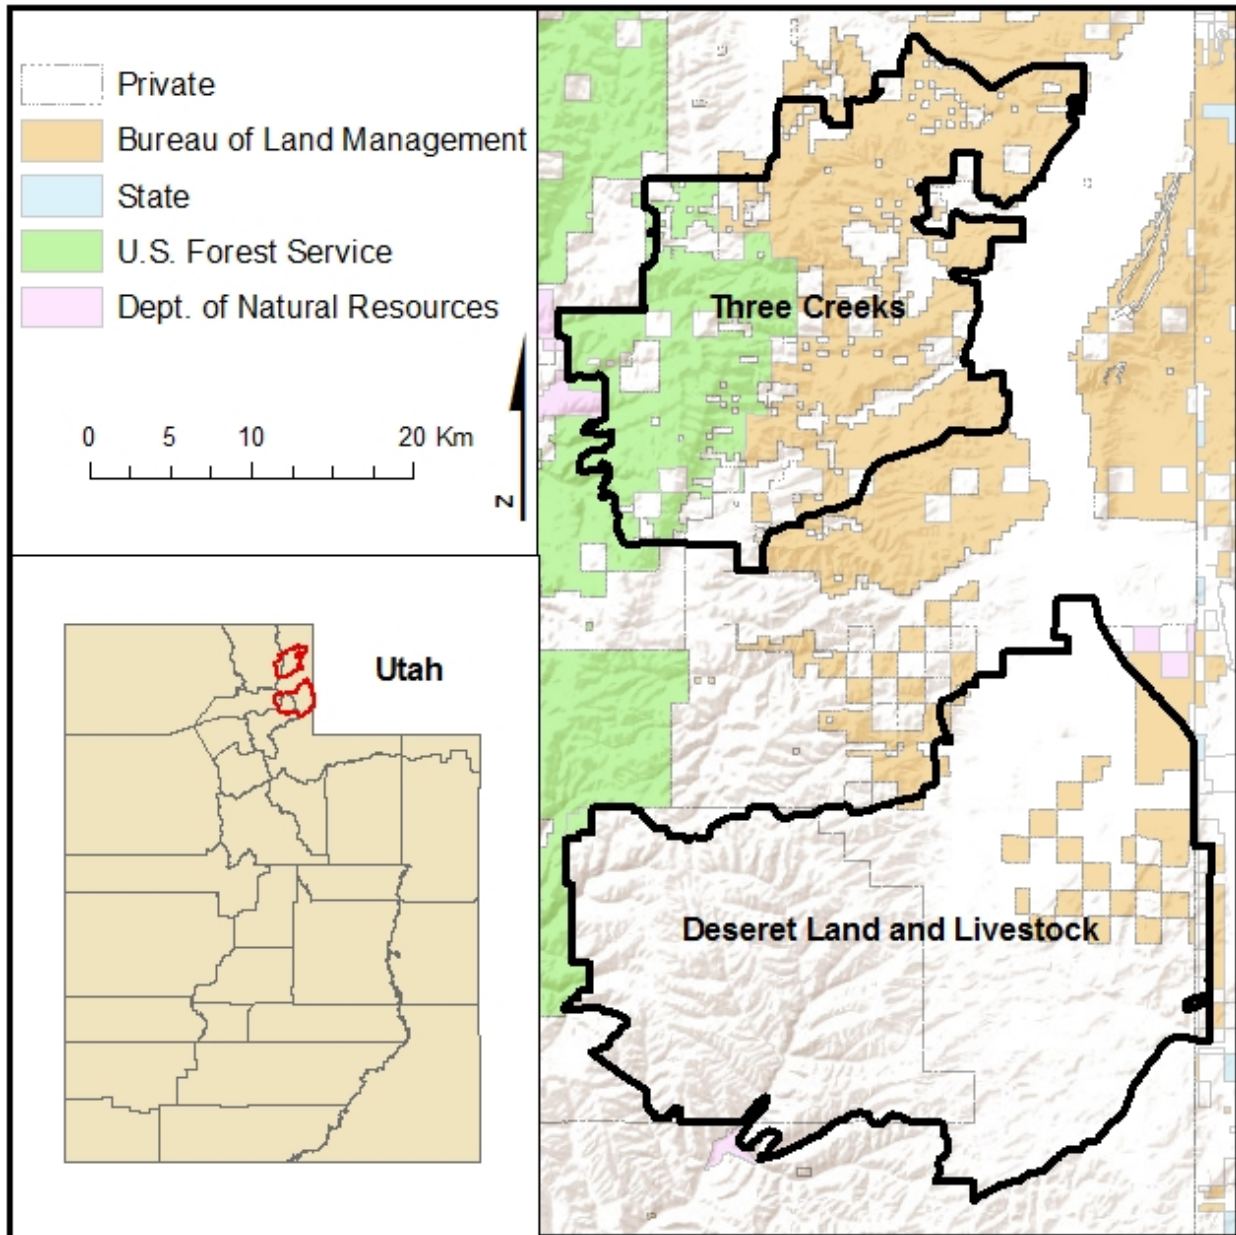 Private
Bureau of Land Management
State
U.S. Forest Service
Dept. of Natural Resources
0 5 10 20 Km
N
Utah
Three Creeks
Deseret Land and Livestock